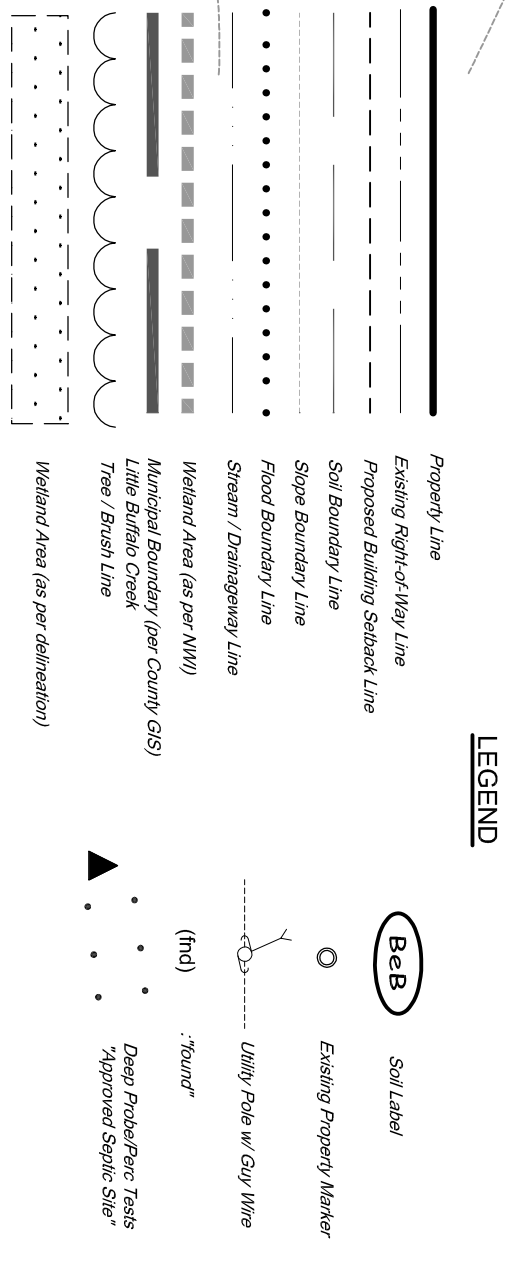 LEGEND
Property Line
Existing Right-of-Way Line
Proposed Building Setback Line
Soil Boundary Line
Slope Boundary Line
Flood Boundary Line
Stream / Drainageway Line
Wetland Area (as per NWI)
Municipal Boundary (per County GIS)
Little Buffalo Creek
Tree / Brush Line
Wetland Area (as per delineation)
BeB
Soil Label
Existing Property Marker
Utility Pole w/ Guy Wire
(fnd)
:"found"
Deep Probe/Perc Tests
"Approved Septic Site"